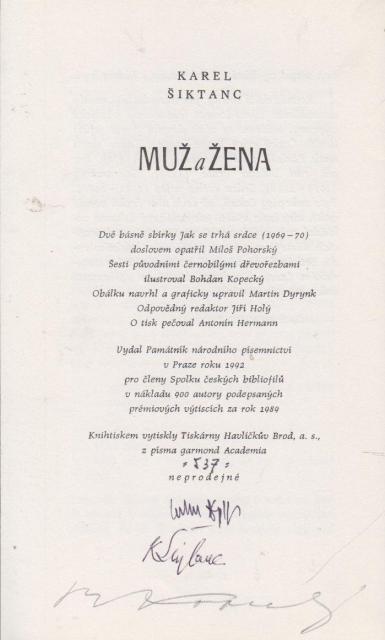 KAREL
ŠIKTANC
MUŽ a ŽENA
Dvě básně sbírky Jak se trhá srdce (1969–70)
doslovem opatřil Miloš Pohorský
Šesti původními černobílými dřevořezbami
ilustroval Bohdan Kopecký
Obálku navrhl a graficky upravil Martin Dyrynk
Odpovědný redaktor Jiří Holý
O tisk pečoval Antonín Hermann
Vydal Památník národního písemnictví
v Praze roku 1992
pro členy Spolku českých bibliofilů
v nákladu 900 autory podepsaných
prémiových výtiscích za rok 1989
Knihtiskem vytiskly Tiskárny Havlíčkův Brod, a. s.,
z písma garmond Academia
* 537 *
neprodejné
K Šiktanc